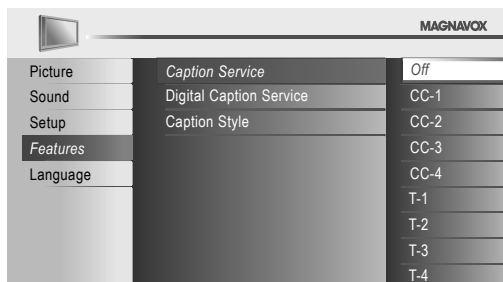 MAGNAVOX
Picture
Sound
Setup
Features
Language
Caption Service
Digital Caption Service
Caption Style
Off
CC-1
CC-2
CC-3
CC-4
T-1
T-2
T-3
T-4